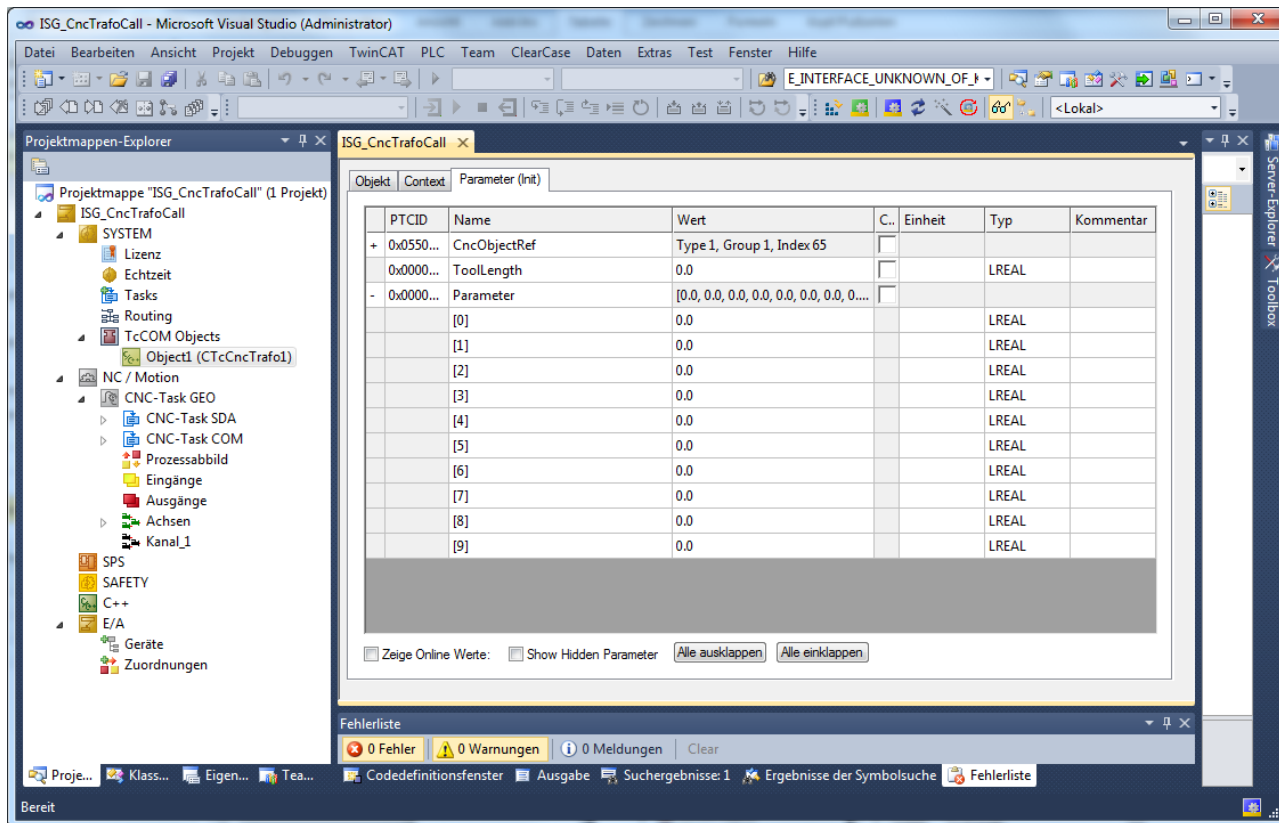 ISG_CncTrafoCall - Microsoft Visual Studio (Administrator)
Datei Bearbeiten Ansicht Projekt Debuggen TwinCAT PLC Team ClearCase Daten Extras Test Fenster Hilfe
E_INTERFACE_UNKNOWN_OF_
<Lokal>
Projektmappen-Explorer
Projektmappe "ISG_CncTrafoCall" (1 Projekt)
ISG_CncTrafoCall
SYSTEM
Lizenz
Echtzeit
Tasks
Routing
TcCOM Objects
Object1 (CTcCncTrafo1)
NC / Motion
CNC-Task GEO
CNC-Task SDA
CNC-Task COM
Prozessabbild
Eingänge
Ausgänge
Achsen
Kanal_1
SPS
SAFETY
C++
E/A
Geräte
Zuordnungen
Proje... Klass... Eigen... Tea...
ISG_CncTrafoCall
Objekt Context Parameter (Init)
PTCID Name Wert C.. Einheit Typ Kommentar
+ 0x0550... CncObjectRef Type 1, Group 1, Index 65
0x0000... ToolLength 0.0 LREAL
- 0x0000... Parameter [0.0, 0.0, 0.0, 0.0, 0.0, 0.0, 0.0, 0....
[0] 0.0 LREAL
[1] 0.0 LREAL
[2] 0.0 LREAL
[3] 0.0 LREAL
[4] 0.0 LREAL
[5] 0.0 LREAL
[6] 0.0 LREAL
[7] 0.0 LREAL
[8] 0.0 LREAL
[9] 0.0 LREAL
Zeige Online Werte: Show Hidden Parameter Alle ausklappen Alle einklappen
Fehlerliste
0 Fehler 0 Warnungen 0 Meldungen Clear
Codedefinitionsfenster Ausgabe Suchergebnisse: 1 Ergebnisse der Symbolsuche Fehlerliste
Server-Explorer
Toolbox
Bereit